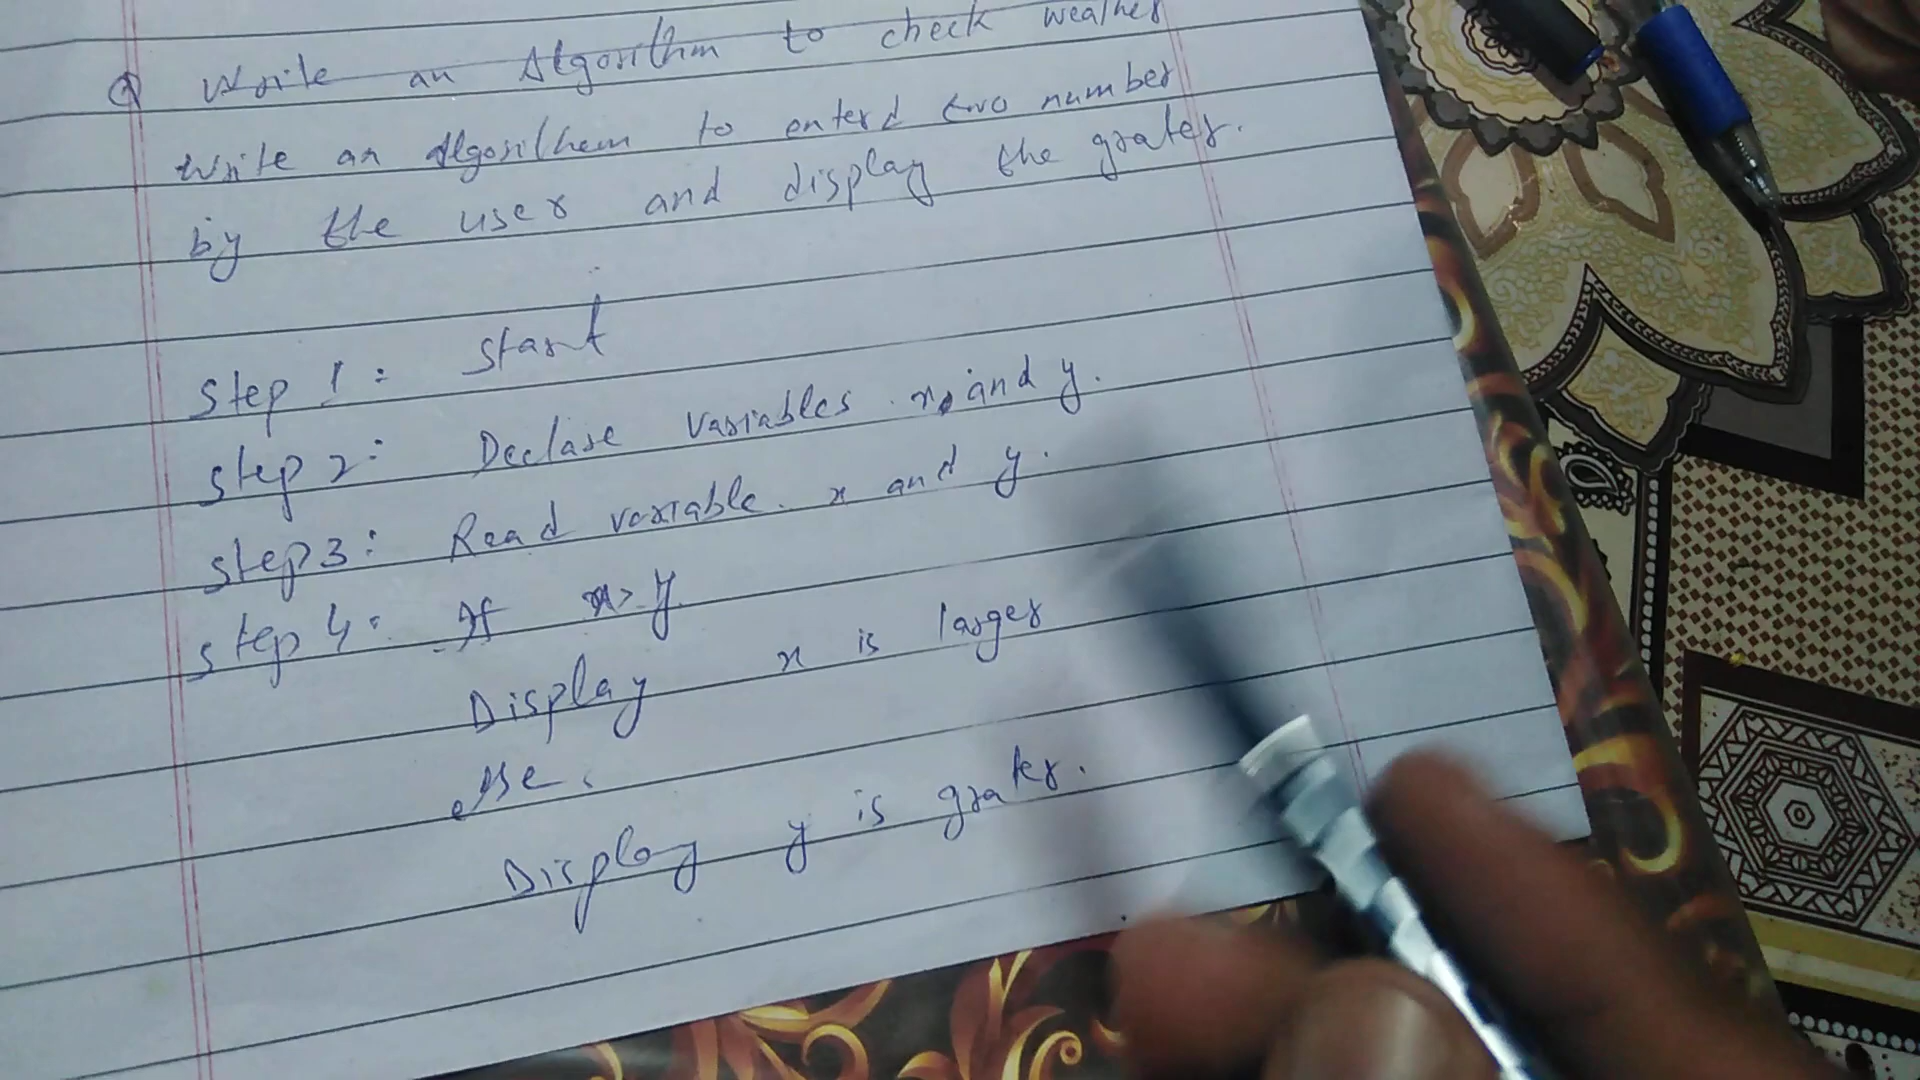 Q Write an Algorithm to check weather
write an algorithem to enterd two number
by the user and display the grater.
Step 1: Start
Step 2: Declare variables x and y.
Step 3: Read variable x and y.
Step 4: If x > y
Display x is larger
else
Display y is grater.